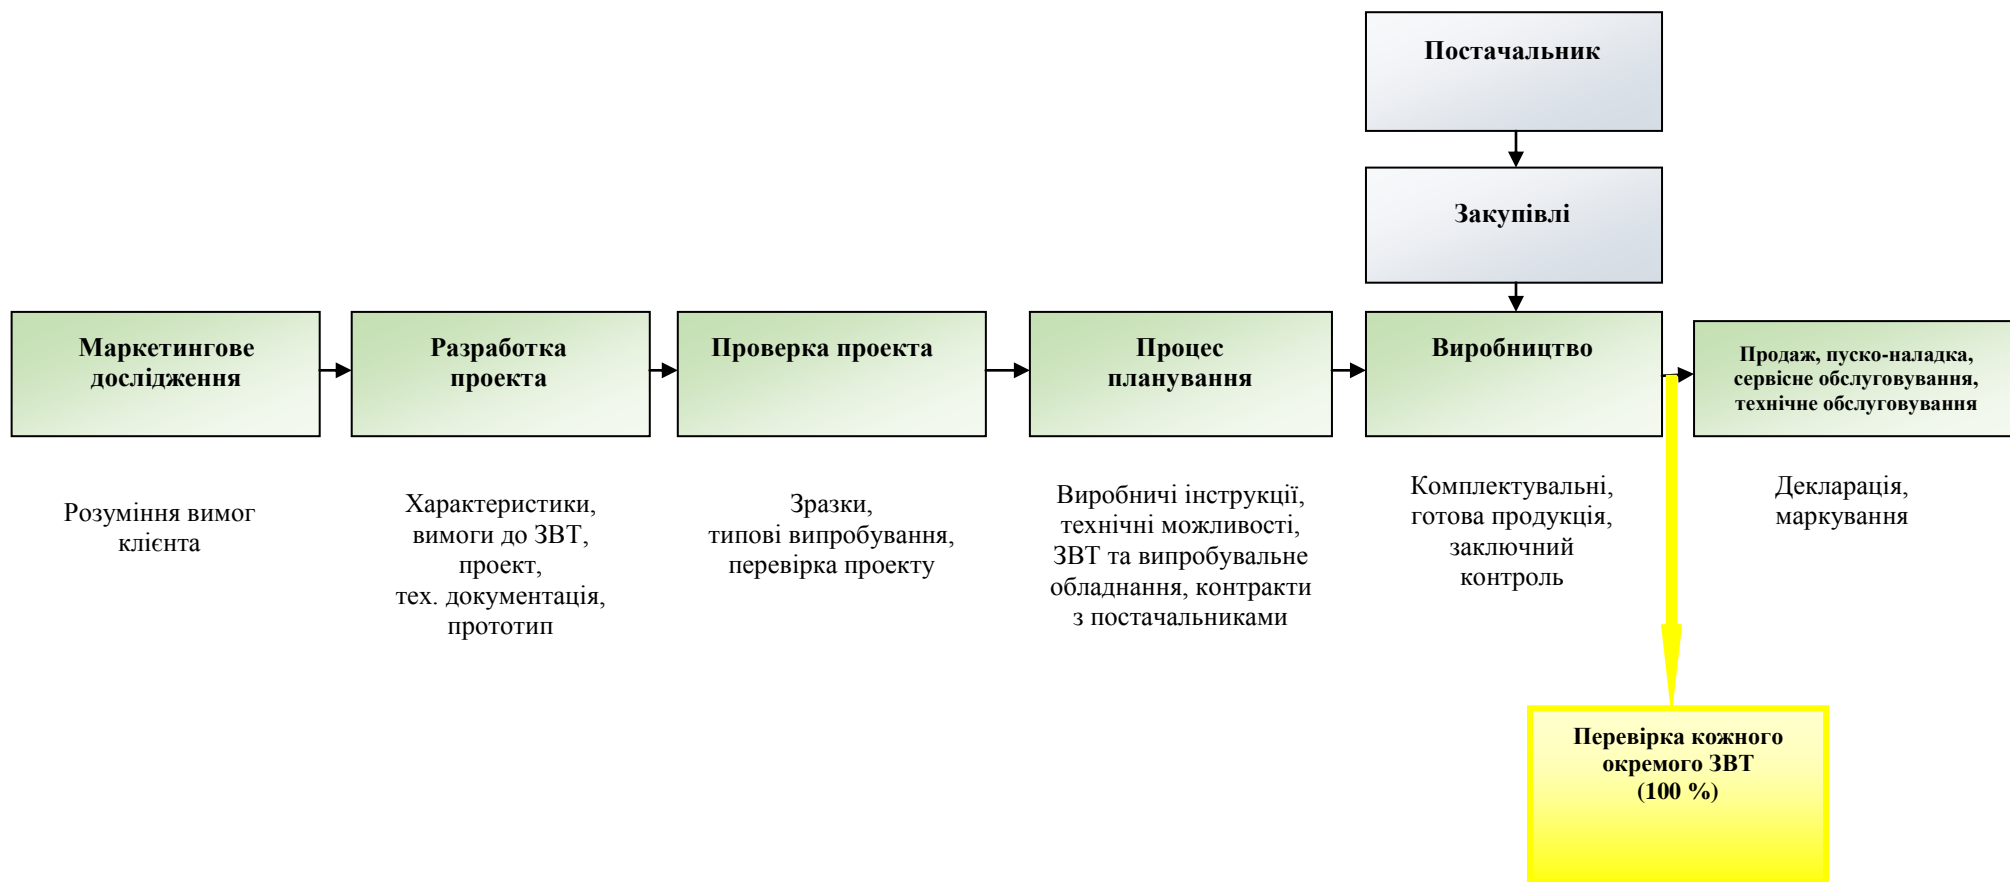 Постачальник
Закупівлі
Маркетингове
дослідження
Разработка
проекта
Проверка проекта
Процес
планування
Виробництво
Продаж, пуско-наладка,
сервісне обслуговування,
технічне обслуговування
Розуміння вимог
клієнта
Характеристики,
вимоги до ЗВТ,
проект,
тех. документація,
прототип
Зразки,
типові випробування,
перевірка проекту
Виробничі інструкції,
технічні можливості,
ЗВТ та випробувальне
обладнання, контракти
з постачальниками
Комплектувальні,
готова продукція,
заключний
контроль
Декларація,
маркування
Перевірка кожного
окремого ЗВТ
(100 %)